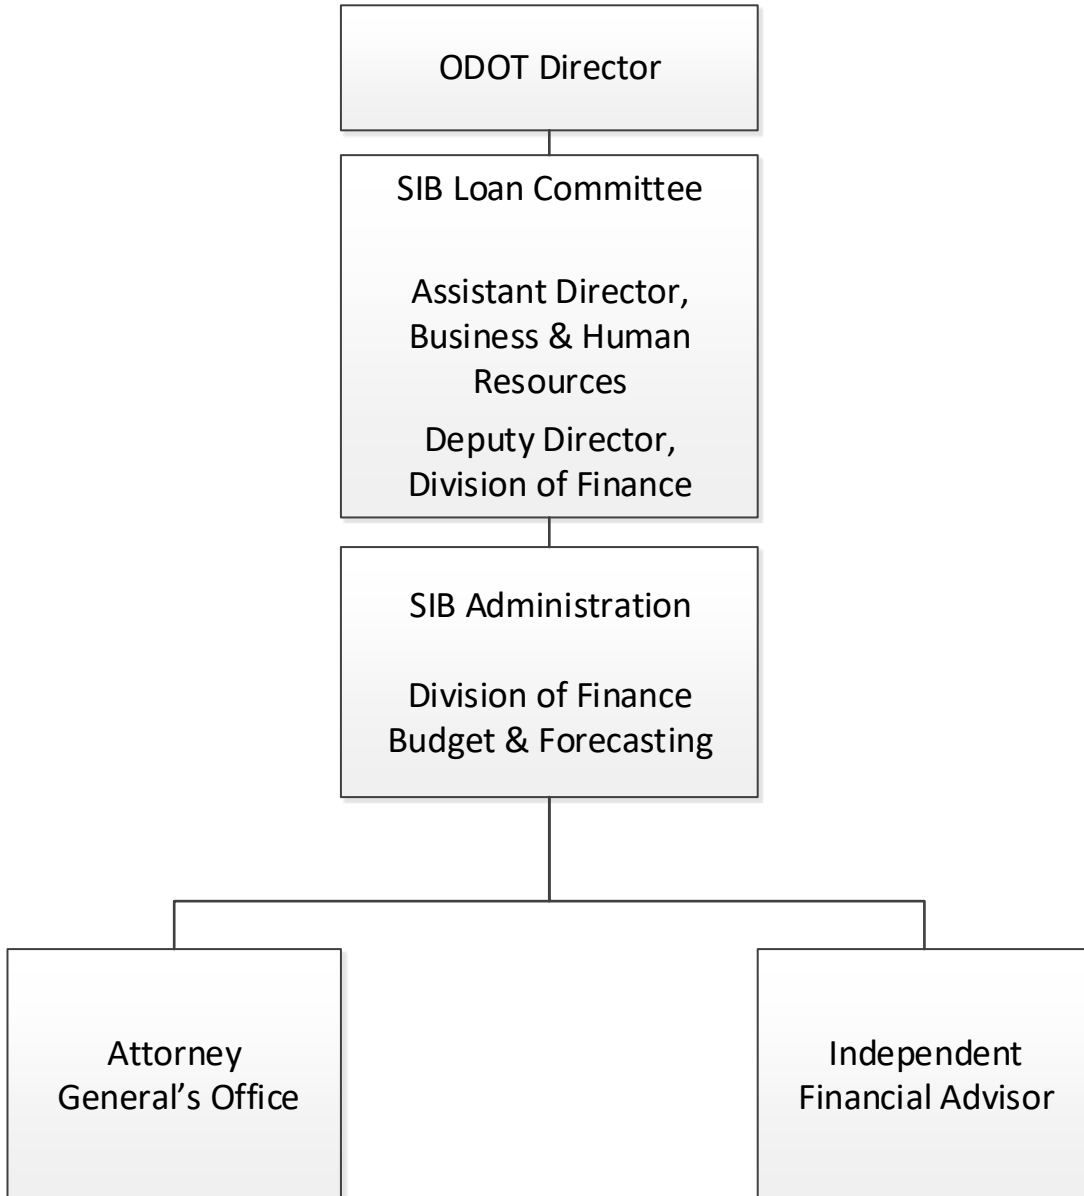 ODOT Director
SIB Loan Committee
Assistant Director,
Business & Human
Resources
Deputy Director,
Division of Finance
SIB Administration
Division of Finance
Budget & Forecasting
Attorney
General’s Office
Independent
Financial Advisor